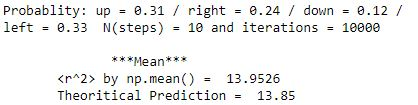 Probablity: up = 0.31 / right = 0.24 / down = 0.12 /
left = 0.33  N(steps) = 10 and iterations = 10000
***Mean***
<r^2> by np.mean() =  13.9526
Theoritical Prediction =  13.85